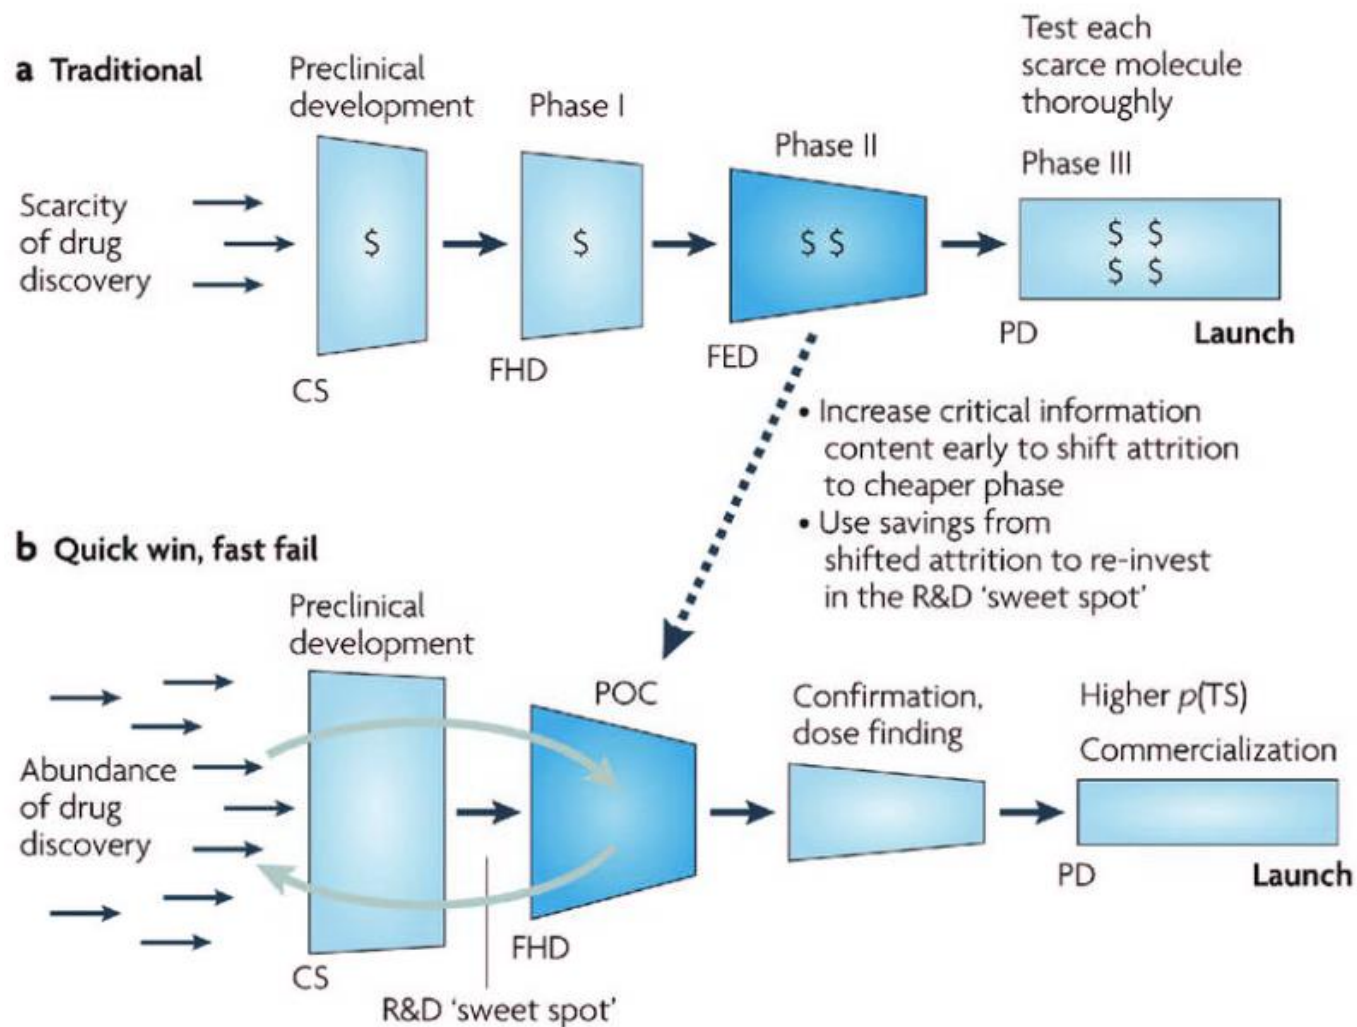 a Traditional
Preclinical
development
Phase I
Phase II
Test each
scarce molecule
thoroughly
Phase III
Scarcity
of drug
discovery
$
$
$ $
$ $
$ $
CS
FHD
FED
PD
Launch
• Increase critical information
content early to shift attrition
to cheaper phase
• Use savings from
shifted attrition to re-invest
in the R&D ‘sweet spot’
b Quick win, fast fail
Preclinical
development
POC
Confirmation,
dose finding
Higher p(TS)
Commercialization
Abundance
of drug
discovery
CS
FHD
PD
Launch
R&D ‘sweet spot’